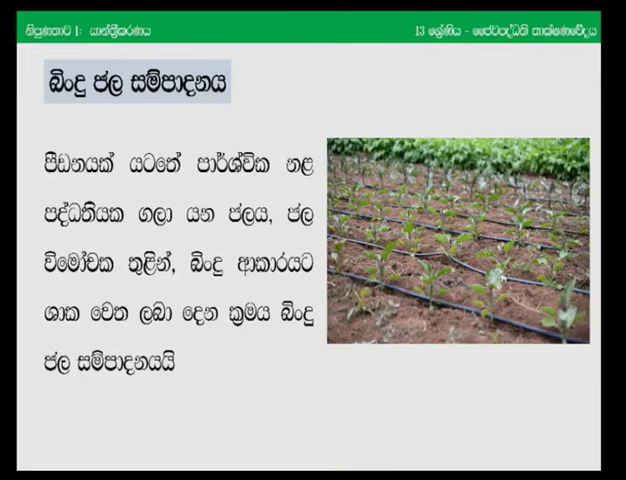 නිපුණතාව 1: යාන්ත්‍රීකරණය
13 ශ්‍රේණිය - ජෛවපද්ධති තාක්ෂණවේදය
බිංදු ජල සම්පාදනය
පීඩනයක් යටතේ පාර්ශ්වික නළ
පද්ධතියක ගලා යන ජලය, ජල
විමෝචක තුළින්, බිංදු ආකාරයට
ශාක වෙත ලබා දෙන ක්‍රමය බිංදු
ජල සම්පාදනයයි